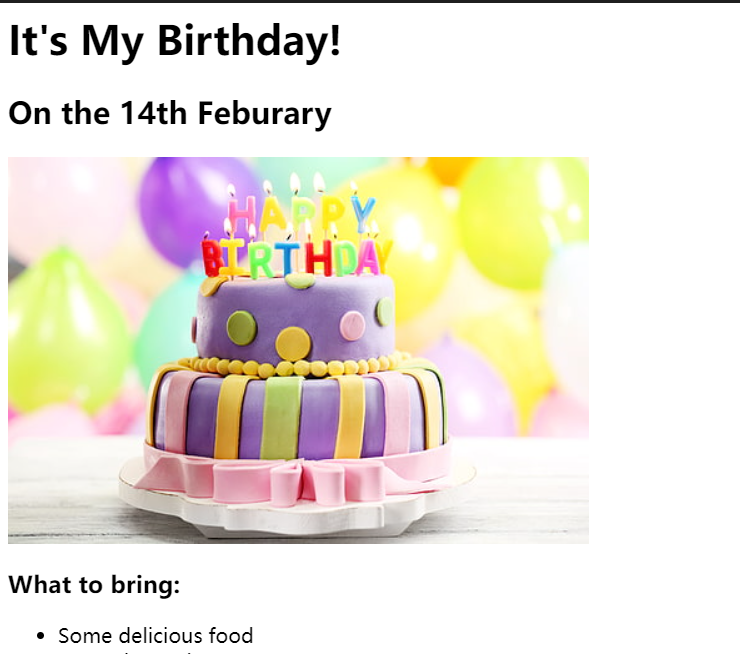 It's My Birthday!
On the 14th Feburary
HAPPY
BIRTHDAY
What to bring:
Some delicious food